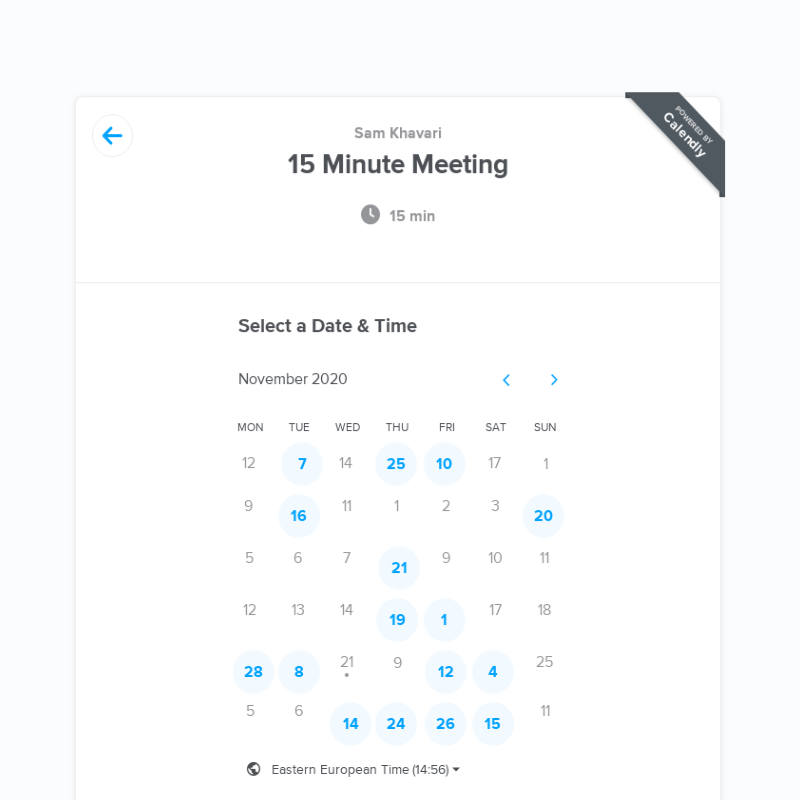 POWERED BY
Calendly
Sam Khavari
15 Minute Meeting
15 min
Select a Date & Time
November 2020
MON TUE WED THU FRI SAT SUN
12 7 14 25 10 17 1
9 16 11 1 2 3 20
5 6 7 21 9 10 11
12 13 14 19 1 17 18
28 8 21 9 12 4 25
5 6 14 24 26 15 11
Eastern European Time (14:56)